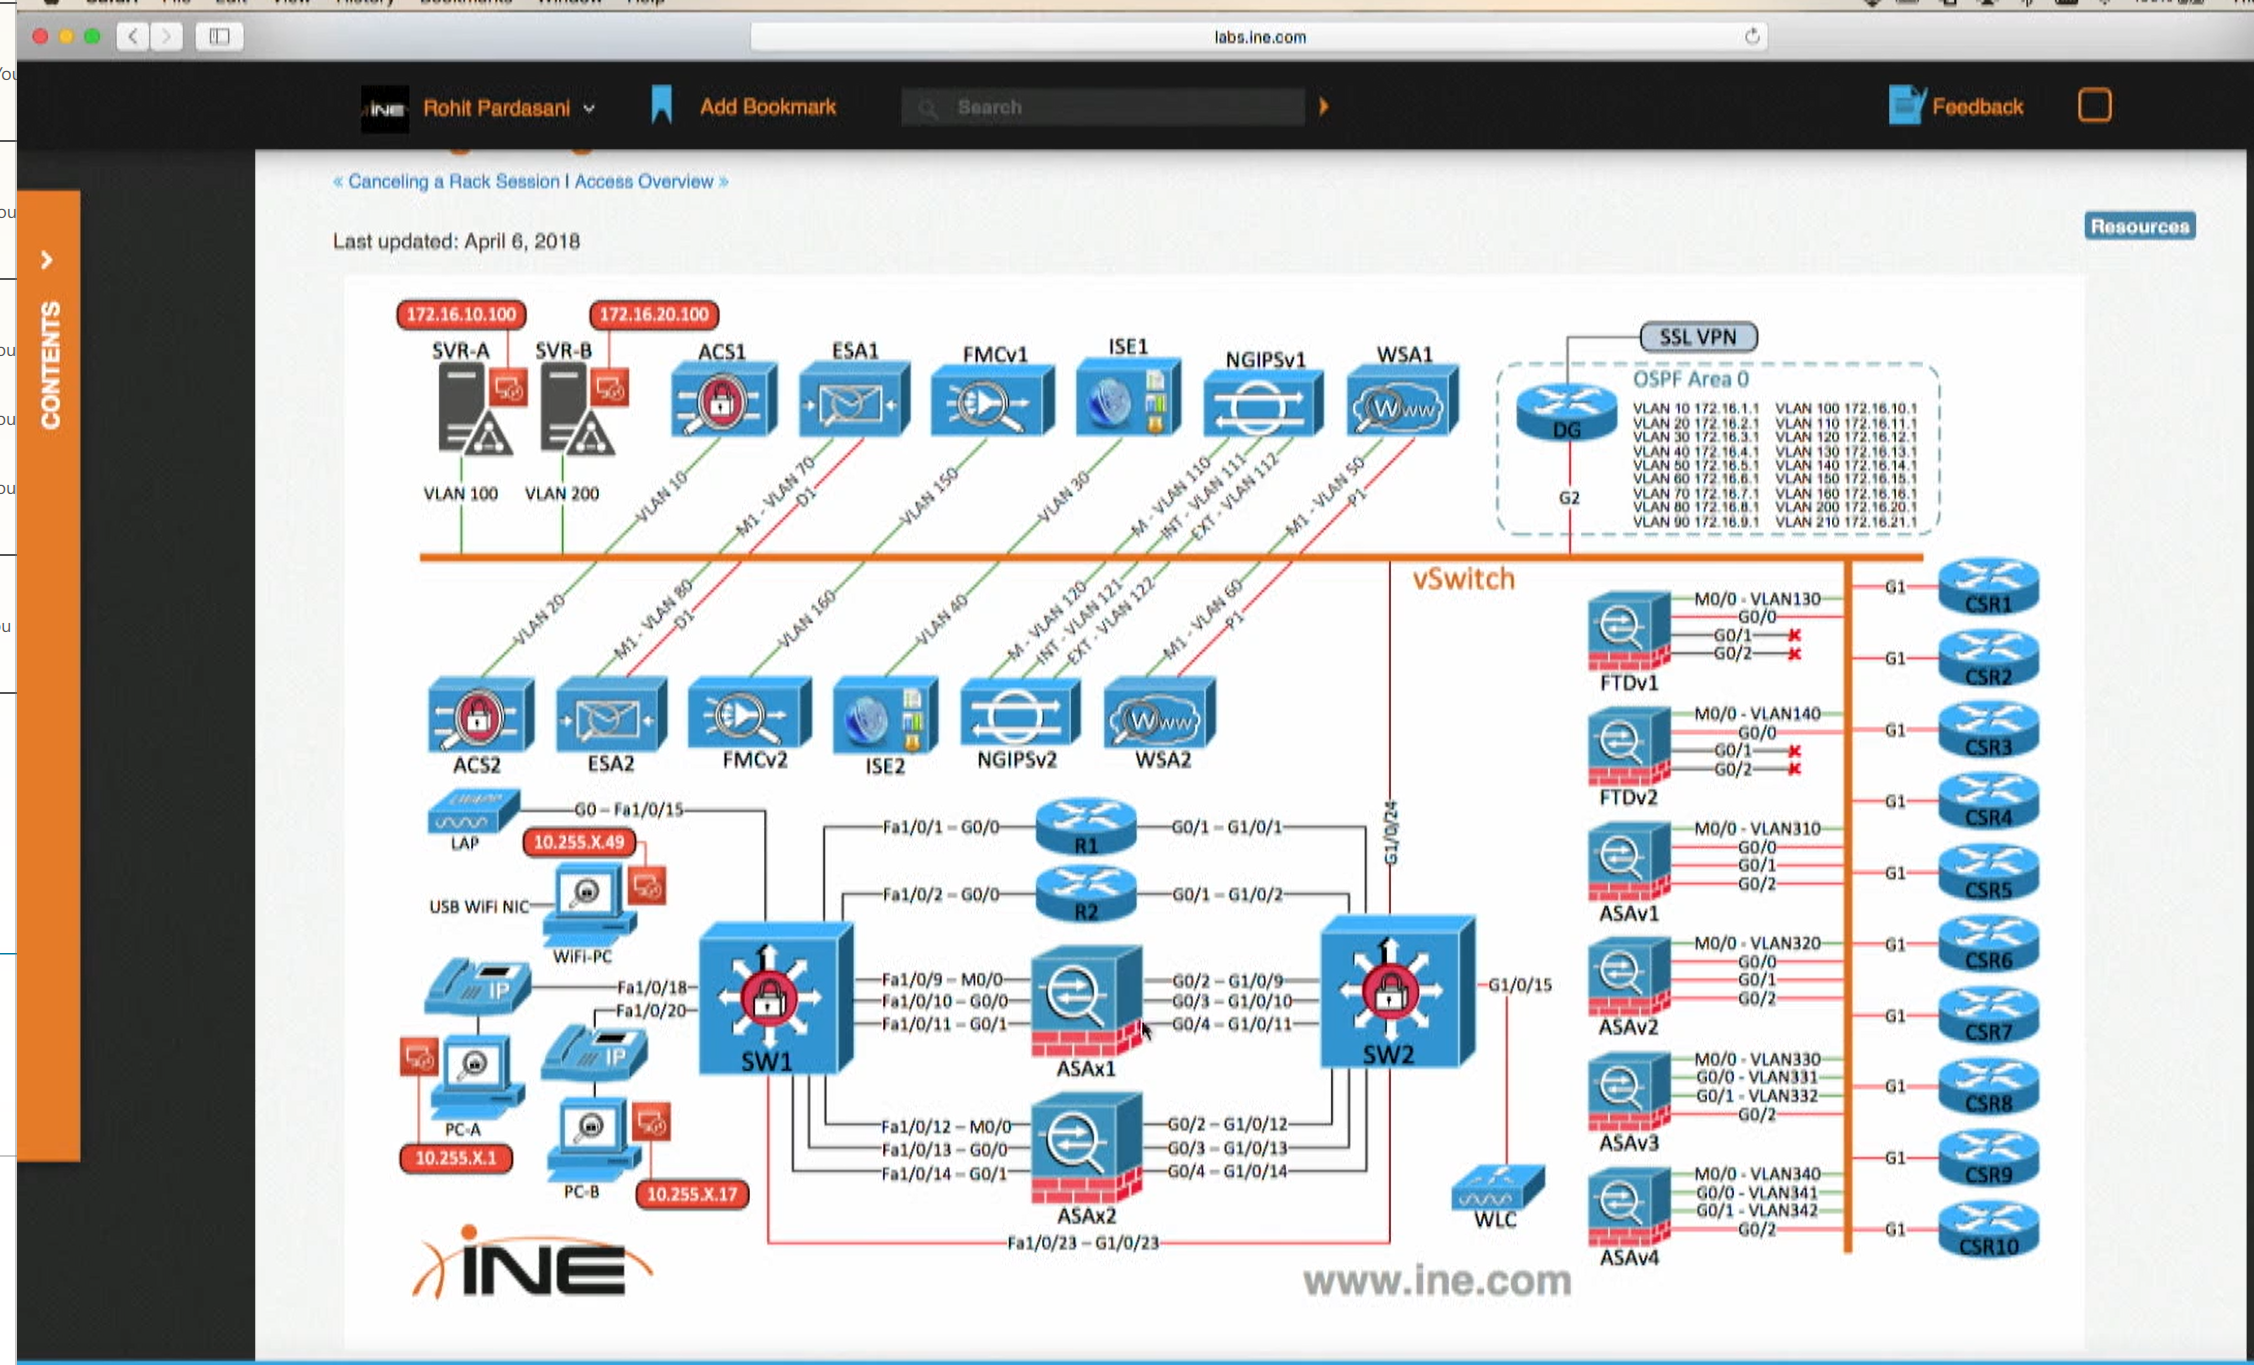 labs.ine.com
iNE Rohit Pardasani
Add Bookmark
Search
Feedback
« Canceling a Rack Session | Access Overview »
Last updated: April 6, 2018
Resources
CONTENTS
172.16.10.100
172.16.20.100
SVR-A
SVR-B
ACS1
ESA1
FMCv1
ISE1
NGIPSv1
WSA1
SSL VPN
DG
OSPF Area 0
VLAN 10 172.16.1.1 VLAN 100 172.16.10.1
VLAN 20 172.16.2.1 VLAN 110 172.16.11.1
VLAN 30 172.16.3.1 VLAN 120 172.16.12.1
VLAN 40 172.16.4.1 VLAN 130 172.16.13.1
VLAN 50 172.16.5.1 VLAN 140 172.16.14.1
VLAN 60 172.16.6.1 VLAN 150 172.16.15.1
VLAN 70 172.16.7.1 VLAN 160 172.16.16.1
VLAN 80 172.16.8.1 VLAN 200 172.16.20.1
VLAN 90 172.16.9.1 VLAN 210 172.16.21.1
Www
VLAN 100
VLAN 200
VLAN 10
M1 - VLAN 70
D1
VLAN 150
VLAN 30
M - VLAN 110
INT - VLAN 111
EXT - VLAN 112
M1 - VLAN 50
P1
G2
vSwitch
VLAN 20
M1 - VLAN 80
D1
VLAN 160
VLAN 40
M - VLAN 120
INT - VLAN 121
EXT - VLAN 122
M1 - VLAN 60
P1
Www
ACS2
ESA2
FMCv2
ISE2
NGIPSv2
WSA2
LAP
G0 – Fa1/0/15
10.255.X.49
USB WiFi NIC
WiFi-PC
IP
Fa1/0/18
Fa1/0/20
IP
PC-A
10.255.X.1
PC-B
10.255.X.17
SW1
Fa1/0/1 – G0/0
R1
G0/1 – G1/0/1
Fa1/0/2 – G0/0
R2
G0/1 – G1/0/2
G1/0/24
Fa1/0/9 – M0/0
Fa1/0/10 – G0/0
Fa1/0/11 – G0/1
ASAx1
G0/2 – G1/0/9
G0/3 – G1/0/10
G0/4 – G1/0/11
SW2
G1/0/15
Fa1/0/12 – M0/0
Fa1/0/13 – G0/0
Fa1/0/14 – G0/1
ASAx2
G0/2 – G1/0/12
G0/3 – G1/0/13
G0/4 – G1/0/14
WLC
Fa1/0/23 – G1/0/23
M0/0 - VLAN130
G0/0
G0/1
G0/2
FTDv1
M0/0 - VLAN140
G0/0
G0/1
G0/2
FTDv2
M0/0 - VLAN310
G0/0
G0/1
G0/2
ASAv1
M0/0 - VLAN320
G0/0
G0/1
G0/2
ASAv2
M0/0 - VLAN330
G0/0 - VLAN331
G0/1 - VLAN332
G0/2
ASAv3
M0/0 - VLAN340
G0/0 - VLAN341
G0/1 - VLAN342
G0/2
ASAv4
G1 CSR1
G1 CSR2
G1 CSR3
G1 CSR4
G1 CSR5
G1 CSR6
G1 CSR7
G1 CSR8
G1 CSR9
G1 CSR10
iNE
www.ine.com